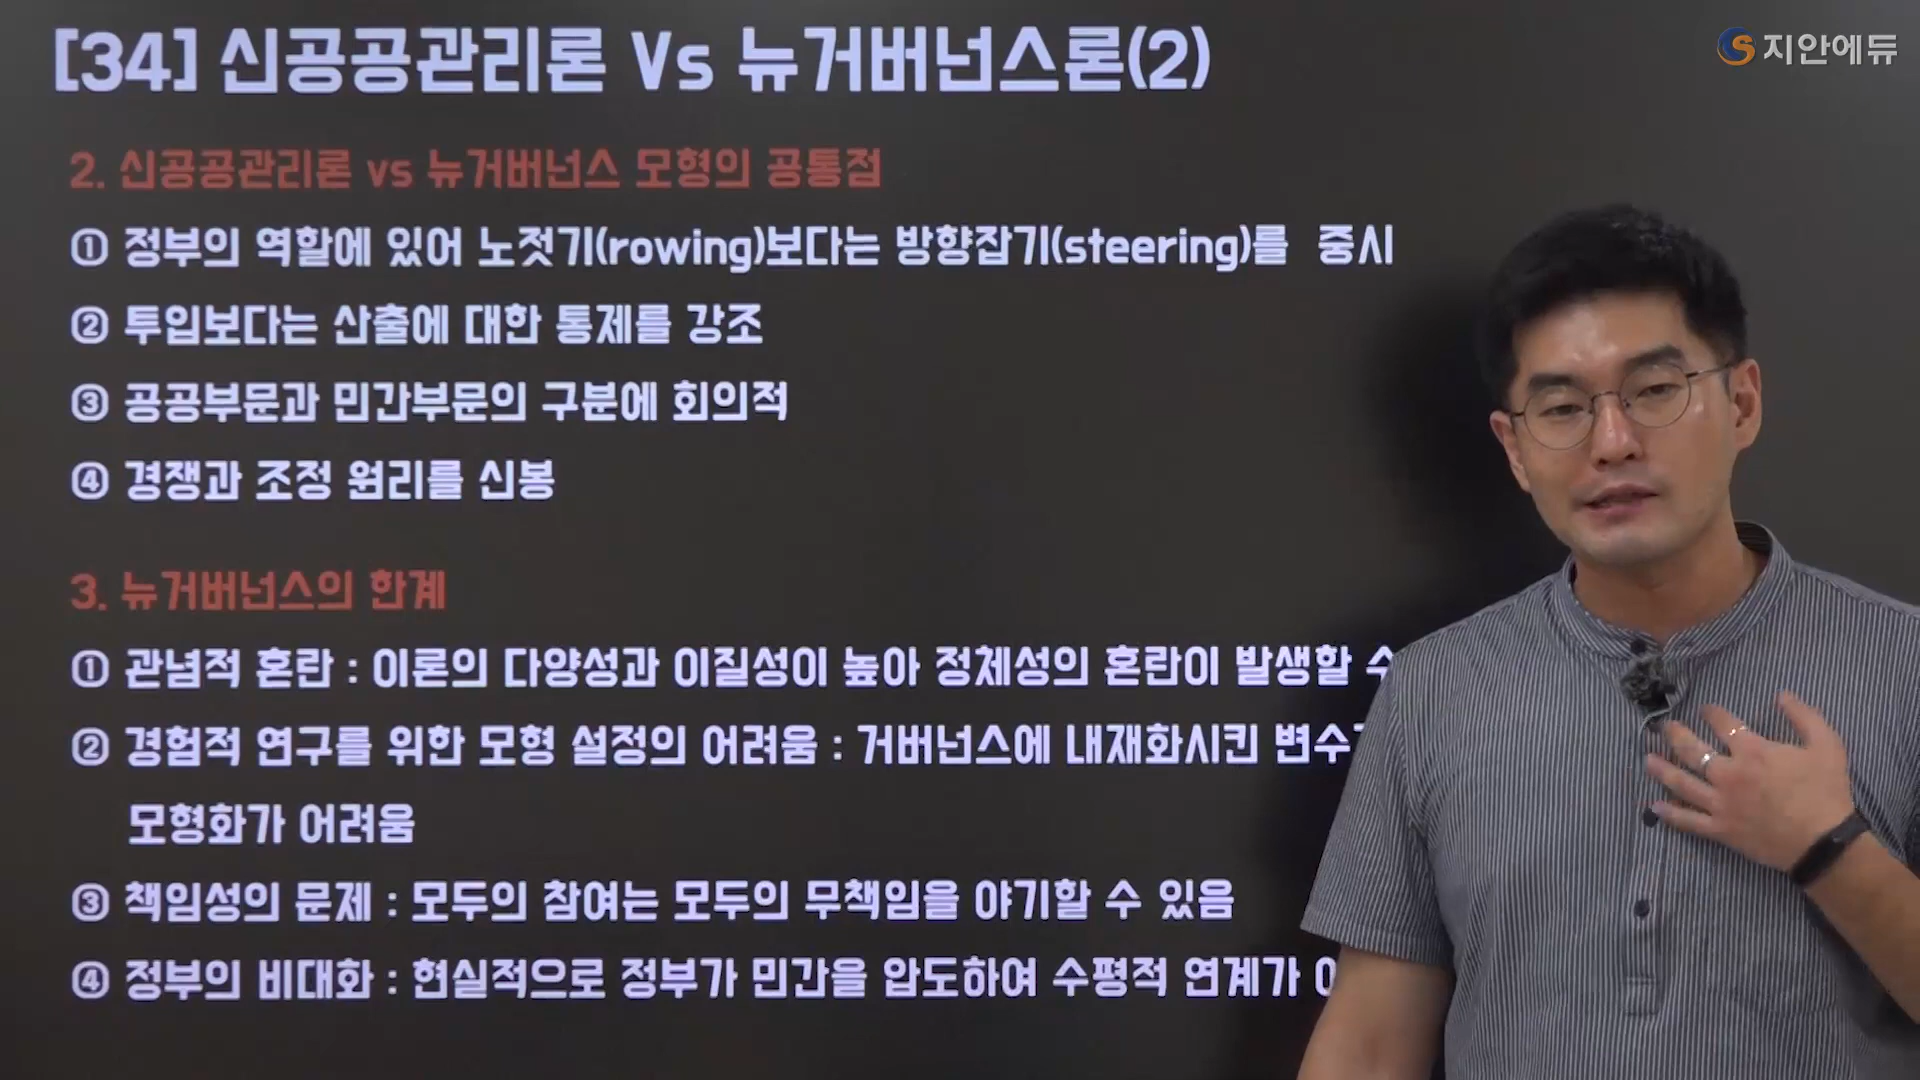 [34] 신공공관리론 Vs 뉴거버넌스론(2)
지안에듀
2. 신공공관리론 vs 뉴거버넌스 모형의 공통점
① 정부의 역할에 있어 노젓기(rowing)보다는 방향잡기(steering)를 중시
② 투입보다는 산출에 대한 통제를 강조
③ 공공부문과 민간부문의 구분에 회의적
④ 경쟁과 조정 원리를 신봉
3. 뉴거버넌스의 한계
① 관념적 혼란 : 이론의 다양성과 이질성이 높아 정체성의 혼란이 발생할 수
② 경험적 연구를 위한 모형 설정의 어려움 : 거버넌스에 내재화시킨 변수
모형화가 어려움
③ 책임성의 문제 : 모두의 참여는 모두의 무책임을 야기할 수 있음
④ 정부의 비대화 : 현실적으로 정부가 민간을 압도하여 수평적 연계가